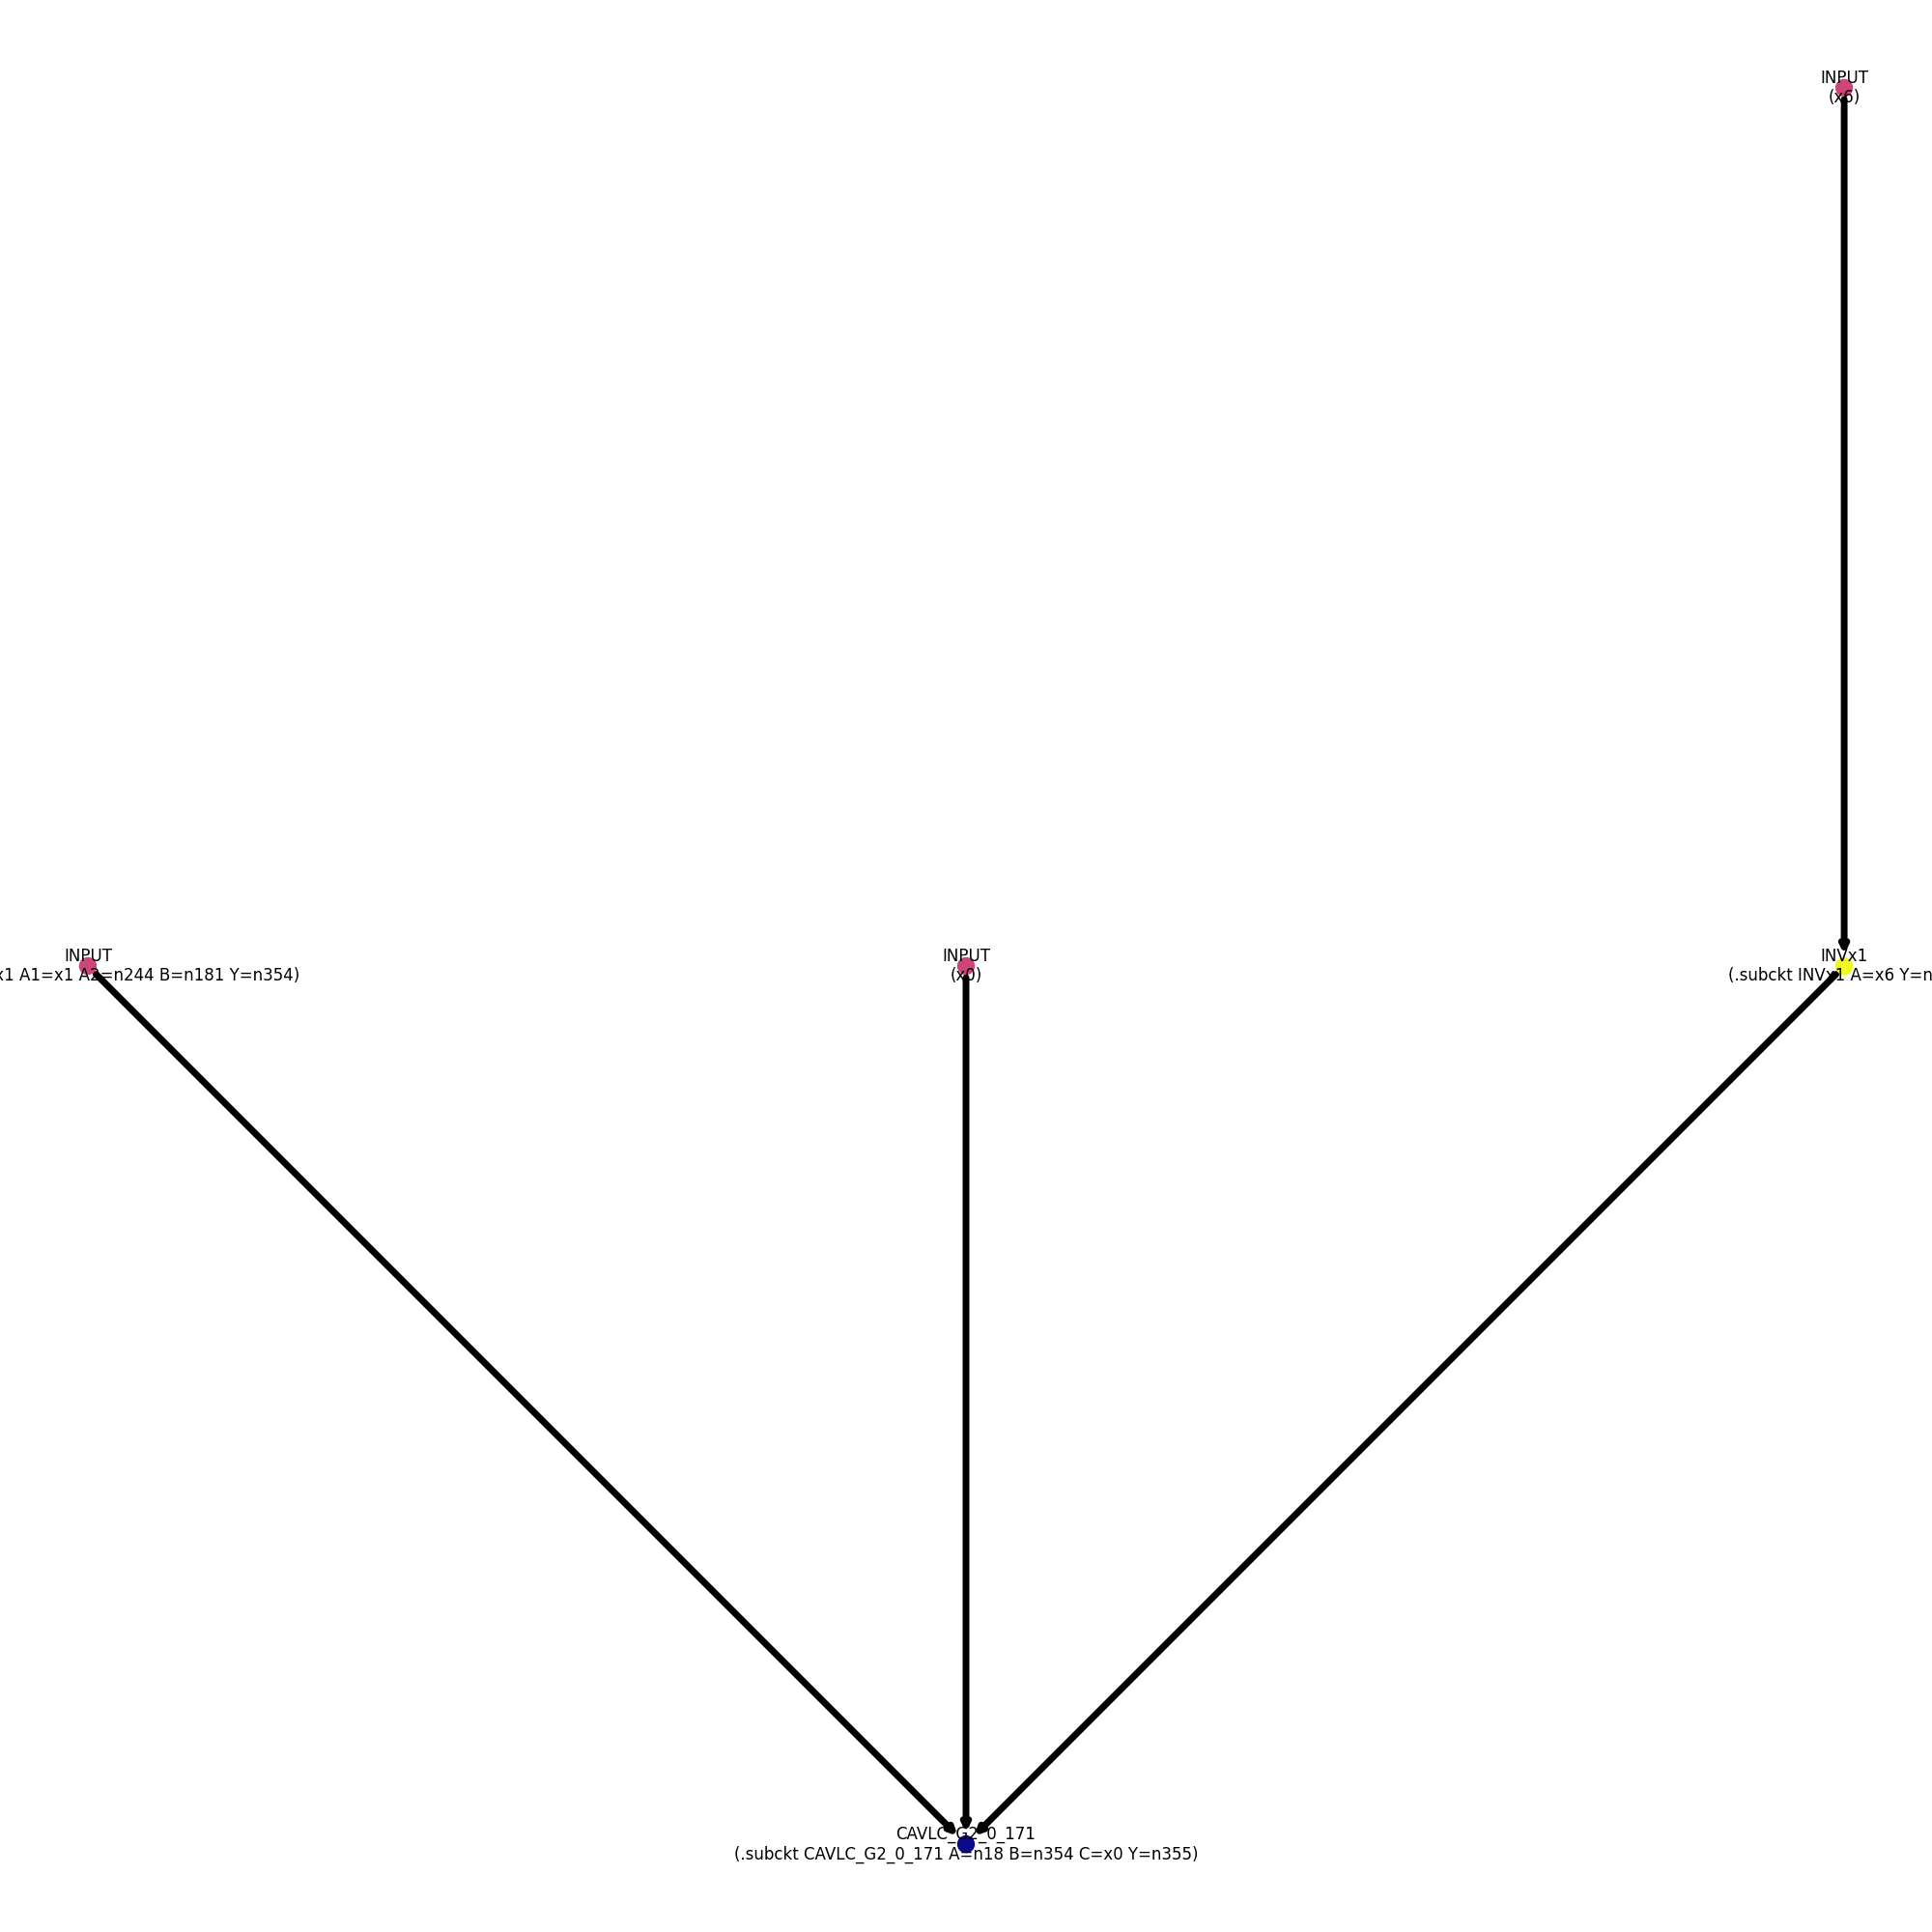 INPUT
(x6)
INPUT
A1=x1 A2=n244 B=n181 Y=n354)
INPUT
(x0)
INVx1
(.subckt INVx1 A=x6
CAVLC_G2_0_171
(.subckt CAVLC_G2_0_171 A=n18 B=n354 C=x0 Y=n355)